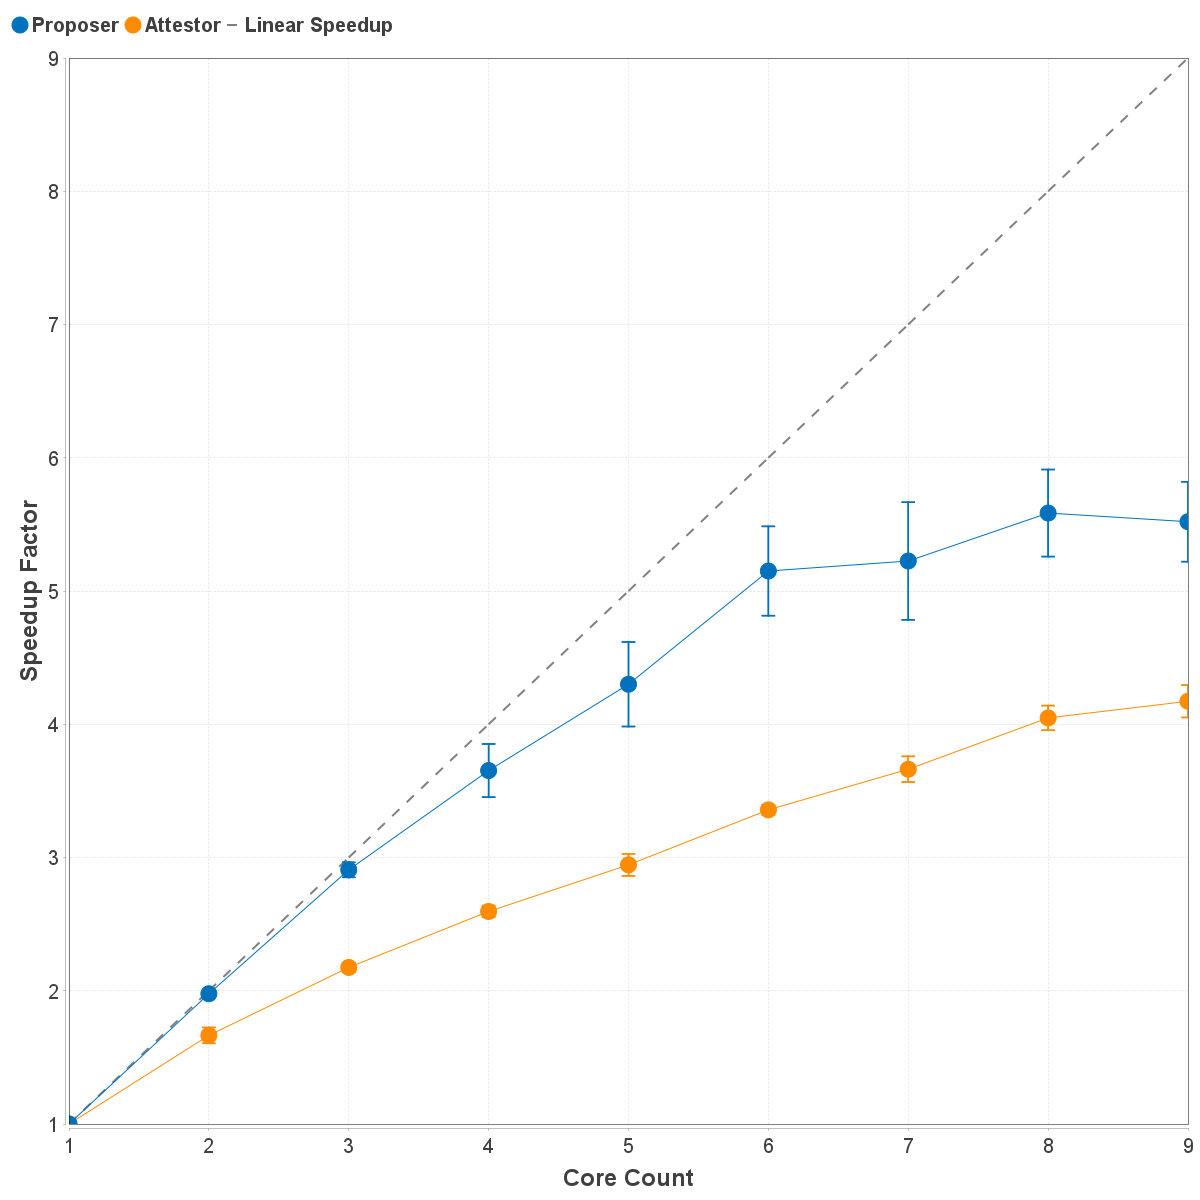 Proposer Attestor – Linear Speedup
9
8
7
6
5
4
3
2
1
Speedup Factor
1 2 3 4 5 6 7 8 9
Core Count